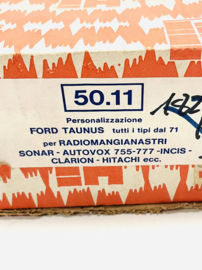 50.11
Personalizzazione
FORD TAUNUS tutti i tipi dal 71
per RADIOMANGIANASTRI
SONAR - AUTOVOX 755-777 - INCIS -
CLARION - HITACHI ecc.